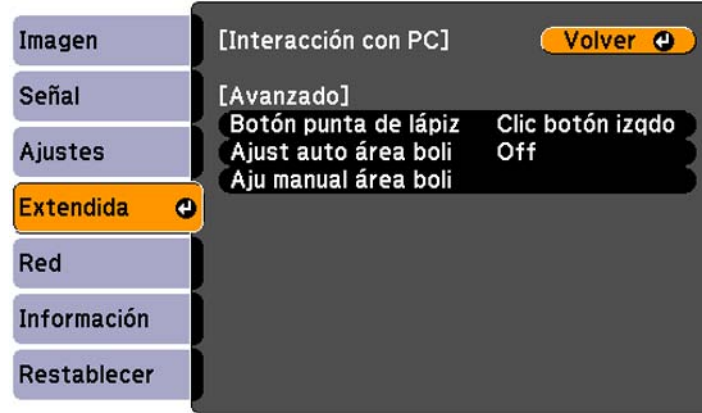 Imagen
Señal
Ajustes
Extendida
Red
Información
Restablecer
[Interacción con PC] Volver
[Avanzado]
Botón punta de lápiz Clic botón izqdo
Ajust auto área boli Off
Aju manual área boli